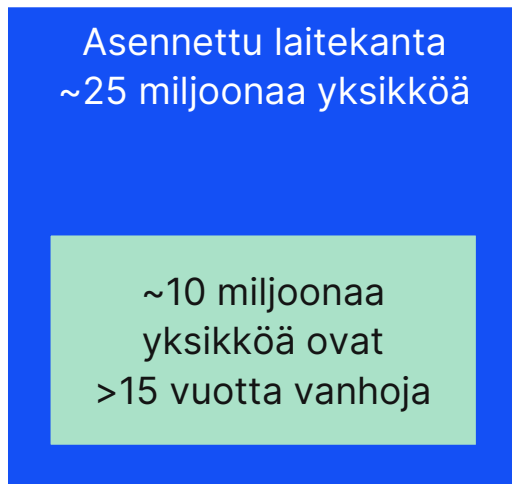 Asennettu laitekanta
~25 miljoonaa yksikköä
~10 miljoonaa
yksikköä ovat
>15 vuotta vanhoja